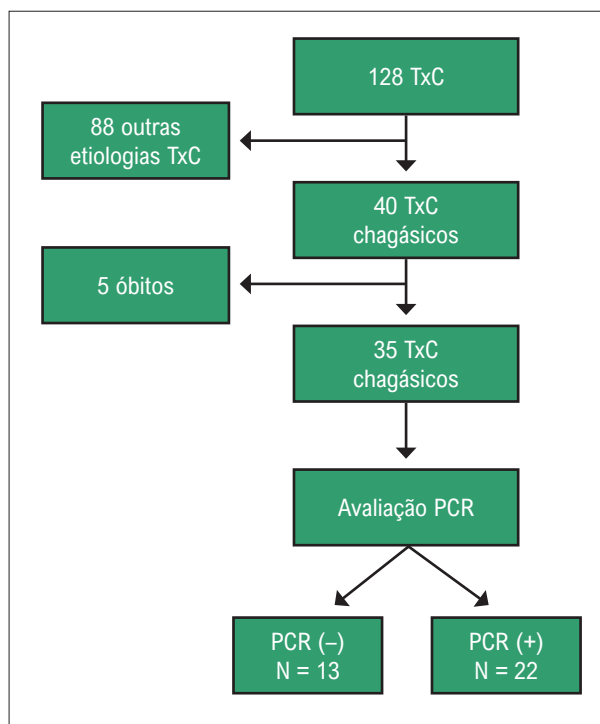 128 TxC
88 outras
etiologias TxC
40 TxC
chagásicos
5 óbitos
35 TxC
chagásicos
Avaliação PCR
PCR (–)
N = 13
PCR (+)
N = 22